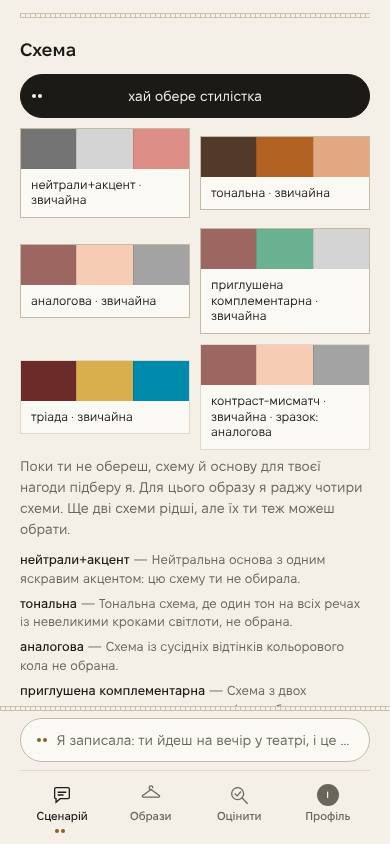 Схема
хай обере стилістка
нейтрали+акцент ·
звичайна
тональна · звичайна
аналогова · звичайна
приглушена
комплементарна ·
звичайна
тріада · звичайна
контраст-мисматч ·
звичайна · зразок:
аналогова
Поки ти не обереш, схему й основу для твоєї
нагоди підберу я. Для цього образу я раджу чотири
схеми. Ще дві схеми рідші, але їх ти теж можеш
обрати.
нейтрали+акцент — Нейтральна основа з одним
яскравим акцентом: цю схему ти не обирала.
тональна — Тональна схема, де один тон на всіх речах
із невеликими кроками світлоти, не обрана.
аналогова — Схема із сусідніх відтінків кольорового
кола не обрана.
приглушена комплементарна — Схема з двох
Я записала: ти йдеш на вечір у театрі, і це ...
Сценарій
Образи
Оцінити
І
Профіль